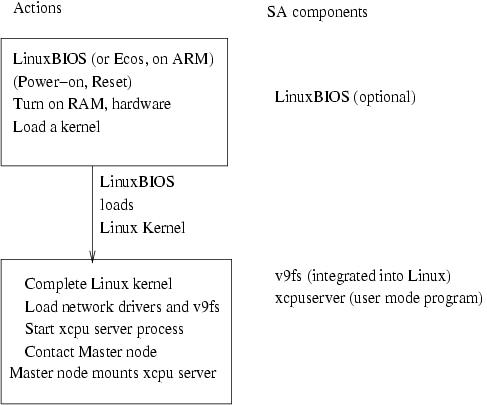 Actions
SA components
LinuxBIOS (or Ecos, on ARM)
(Power−on, Reset)
Turn on RAM, hardware
Load a kernel
LinuxBIOS (optional)
LinuxBIOS
loads
Linux Kernel
Complete Linux kernel
Load network drivers and v9fs
Start xcpu server process
Contact Master node
Master node mounts xcpu server
v9fs (integrated into Linux)
xcpuserver (user mode program)